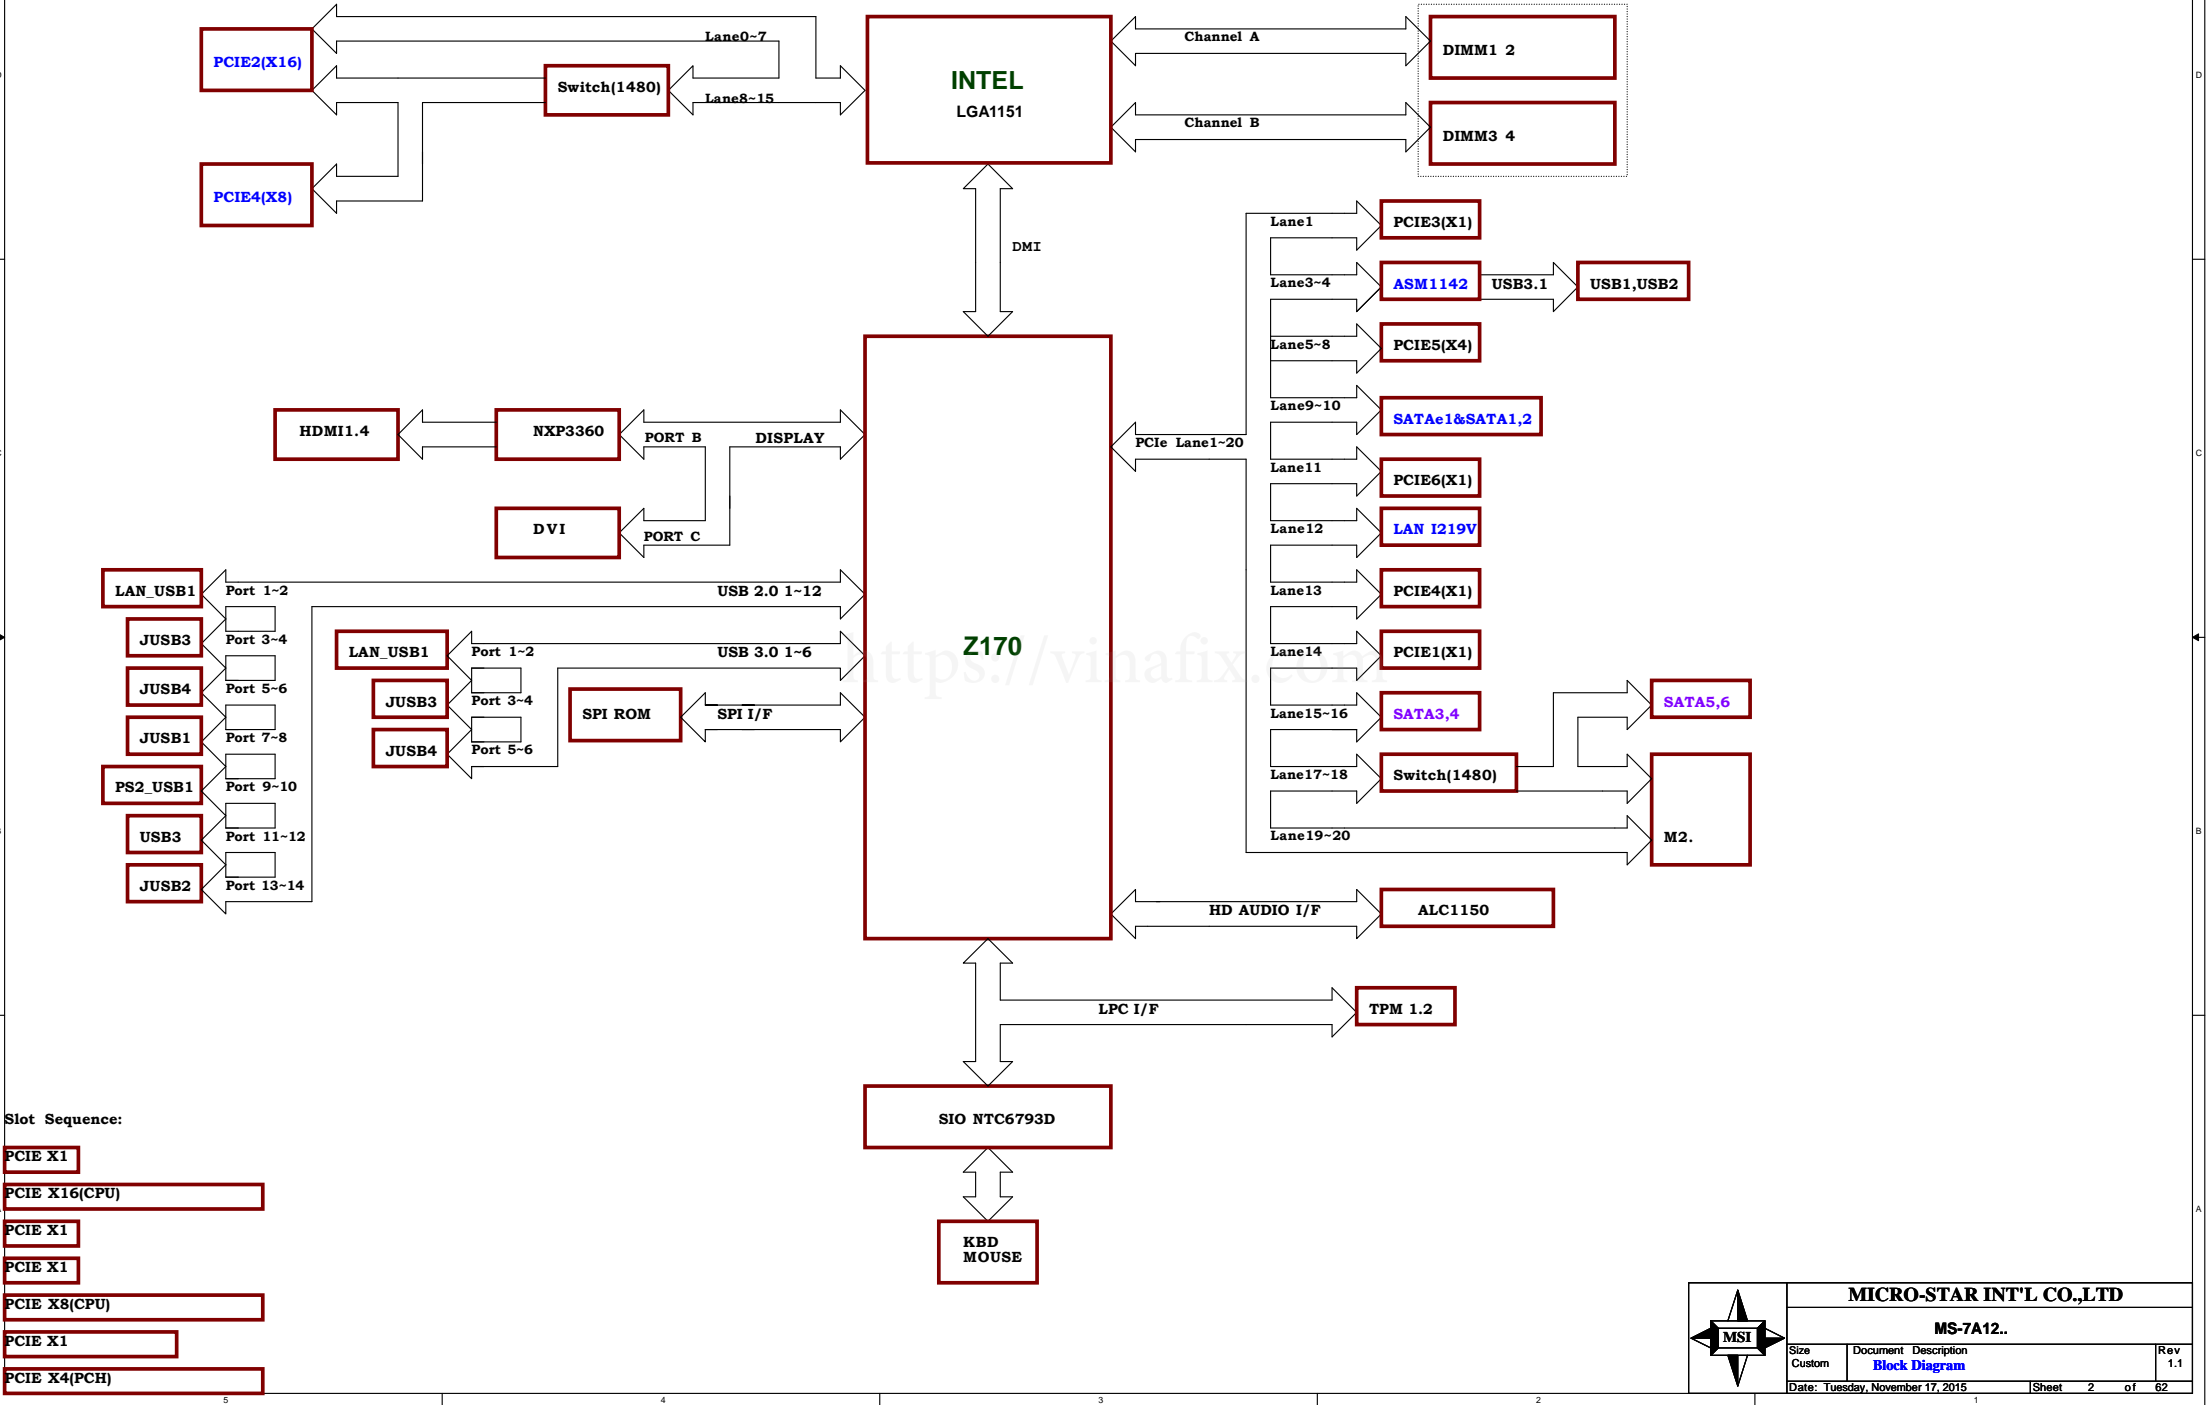 Lane0~7
PCIE2(X16)
Switch(1480)
Lane8~15
PCIE4(X8)
INTEL
LGA1151
Channel A
DIMM1 2
Channel B
DIMM3 4
D
D
DMI
Lane1
PCIE3(X1)
Lane3~4
ASM1142
USB3.1
USB1,USB2
Lane5~8
PCIE5(X4)
Lane9~10
SATAe1&SATA1,2
HDMI1.4
NXP3360
PORT B
DISPLAY
PCIe Lane1~20
C
C
Lane11
PCIE6(X1)
DVI
PORT C
Lane12
LAN I219V
LAN_USB1
Port 1~2
USB 2.0 1~12
Lane13
PCIE4(X1)
JUSB3
Port 3~4
LAN_USB1
Port 1~2
USB 3.0 1~6
Z170
https://vinafix.com
Lane14
PCIE1(X1)
JUSB4
Port 5~6
JUSB3
Port 3~4
SPI ROM
SPI I/F
Lane15~16
SATA3,4
SATA5,6
JUSB1
Port 7~8
JUSB4
Port 5~6
Lane17~18
Switch(1480)
PS2_USB1
Port 9~10
USB3
Port 11~12
Lane19~20
M2.
B
B
JUSB2
Port 13~14
HD AUDIO I/F
ALC1150
LPC I/F
TPM 1.2
SIO NTC6793D
KBD
MOUSE
Slot Sequence:
PCIE X1
PCIE X16(CPU)
PCIE X1
PCIE X1
PCIE X8(CPU)
PCIE X1
PCIE X4(PCH)
A
MSI
MICRO-STAR INT'L CO.,LTD
MS-7A12..
Size
Custom
Document Description
Block Diagram
Rev
1.1
Date: Tuesday, November 17, 2015
Sheet 2 of 62
5
4
3
2
1